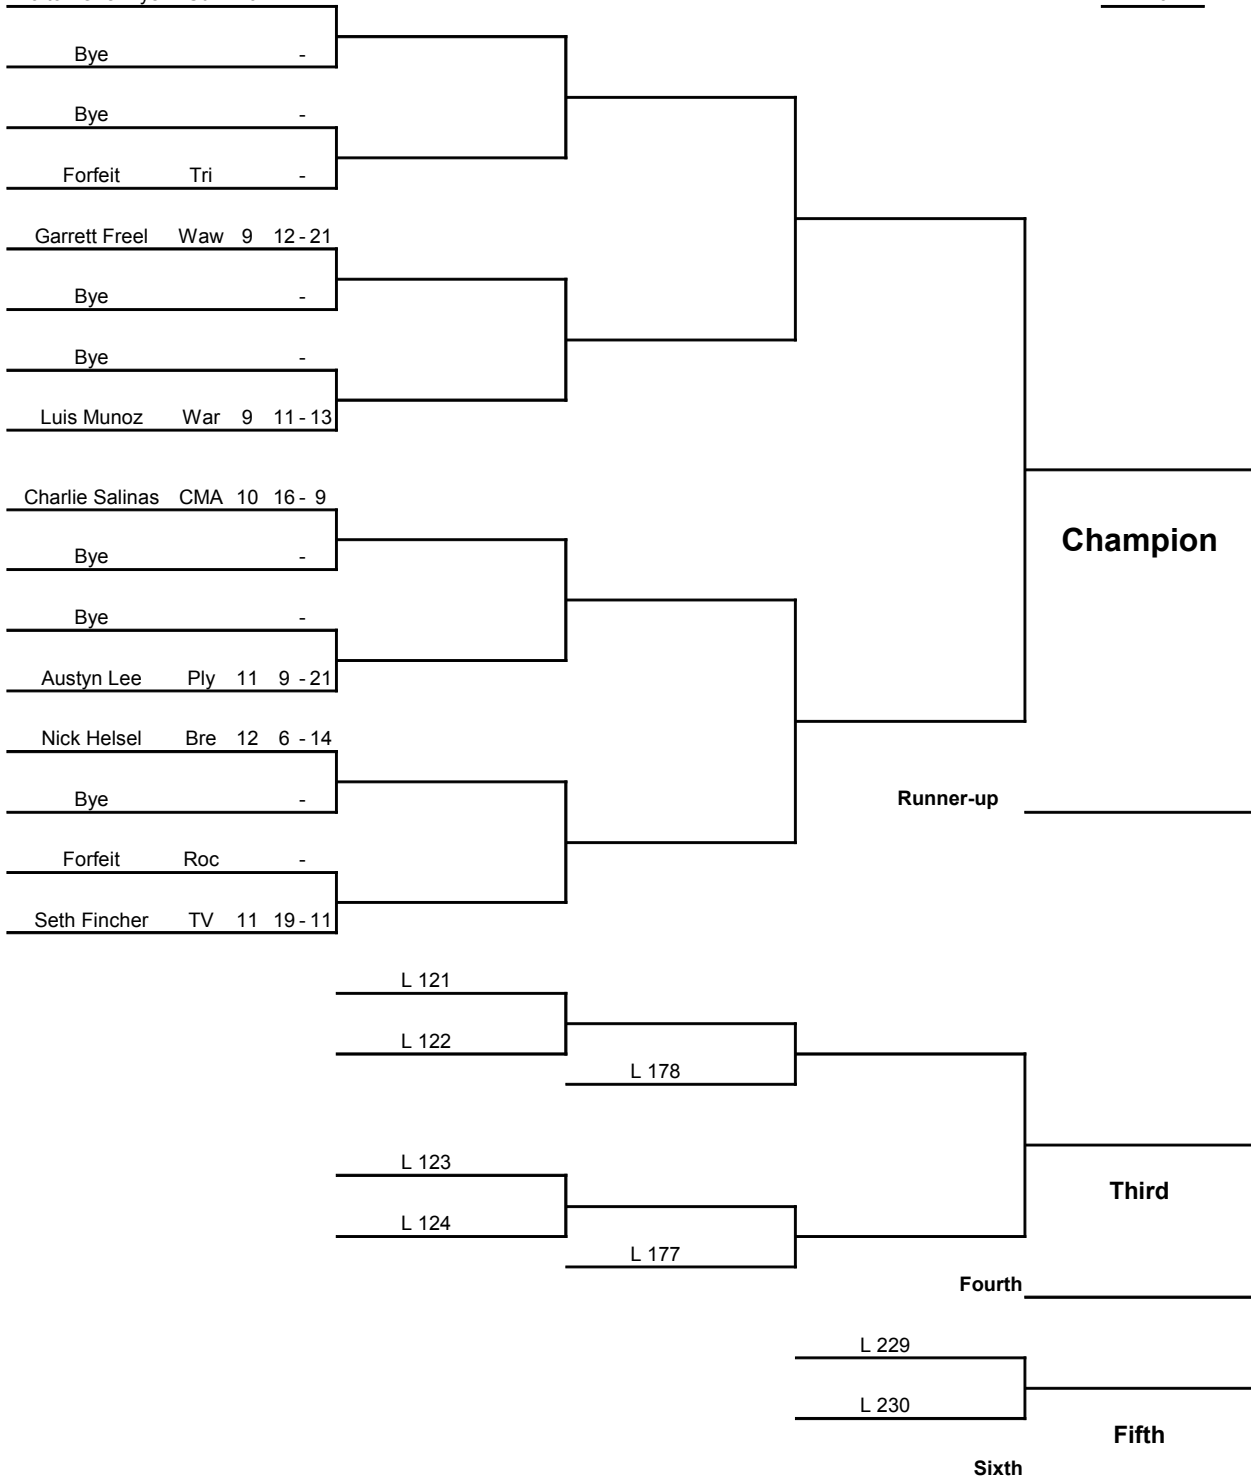 Bye -
Bye -
Forfeit Tri -
Garrett Freel Waw 9 12 - 21
Bye -
Bye -
Luis Munoz War 9 11 - 13
Charlie Salinas CMA 10 16 - 9
Bye -
Champion
Bye -
Austyn Lee Ply 11 9 - 21
Nick Helsel Bre 12 6 - 14
Bye -
Runner-up
Forfeit Roc -
Seth Fincher TV 11 19 - 11
L 121
L 122
L 178
L 123
Third
L 124
L 177
Fourth
L 229
L 230
Fifth
Sixth